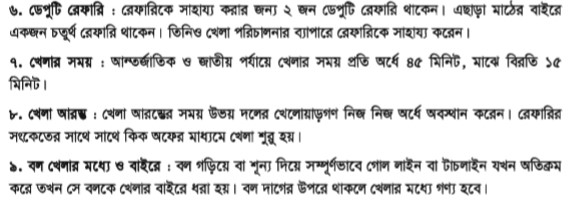 ৬. ডেপুটি রেফারি : রেফারিকে সাহায্য করার জন্য ২ জন ডেপুটি রেফারি থাকেন। এছাড়া মাঠের বাইরে
একজন চতুর্থ রেফারি থাকেন। তিনিও খেলা পরিচালনার ব্যাপারে রেফারিকে সাহায্য করেন।
৭. খেলার সময় : আন্তর্জাতিক ও জাতীয় পর্যায়ে খেলার সময় প্রতি অর্ধে ৪৫ মিনিট, মাঝে বিরতি ১৫
মিনিট।
৮. খেলা আরম্ভ : খেলা আরম্ভের সময় উভয় দলের খেলোয়াড়গণ নিজ নিজ অর্ধে অবস্থান করেন। রেফারির
সংকেতের সাথে সাথে কিক অফের মাধ্যমে খেলা শুরু হয়।
৯. বল খেলার মধ্যে ও বাইরে : বল গড়িয়ে বা শূন্য দিয়ে সম্পূর্ণভাবে গোল লাইন বা টাচলাইন যখন অতিক্রম
করে তখন সে বলকে খেলার বাইরে ধরা হয়। বল দাগের উপরে থাকলে খেলার মধ্যে গণ্য হবে।